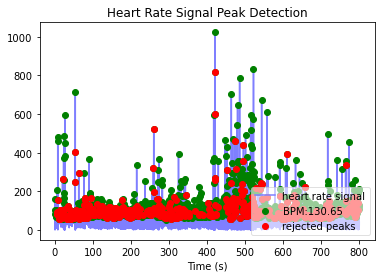 Heart Rate Signal Peak Detection
1000
800
600
400
200
0
heart rate signal
BPM:130.65
rejected peaks
0 100 200 300 400 500 600 700 800
Time (s)